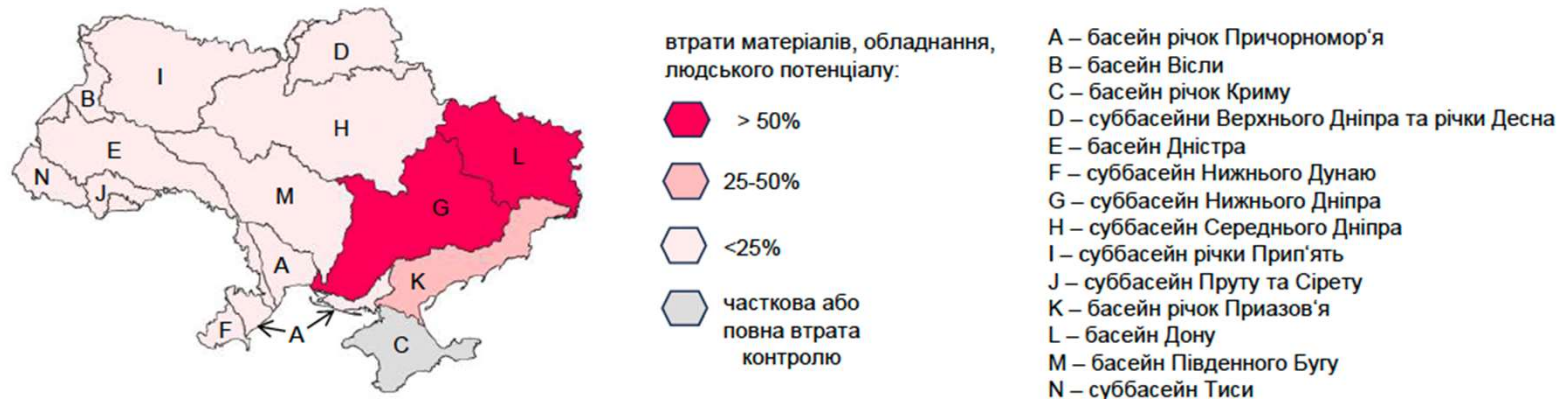 I
D
B
H
E
N
J
M
L
G
A
K
F
A
C
втрати матеріалів, обладнання,
людського потенціалу:
> 50%
25-50%
<25%
часткова або
повна втрата
контролю
A – басейн річок Причорномор‘я
B – басейн Вісли
C – басейн річок Криму
D – суббасейни Верхнього Дніпра та річки Десна
E – басейн Дністра
F – суббасейн Нижнього Дунаю
G – суббасейн Нижнього Дніпра
H – суббасейн Середнього Дніпра
I – суббасейн річки Прип‘ять
J – суббасейн Пруту та Сірету
K – басейн річок Приазов‘я
L – басейн Дону
M – басейн Південного Бугу
N – суббасейн Тиси